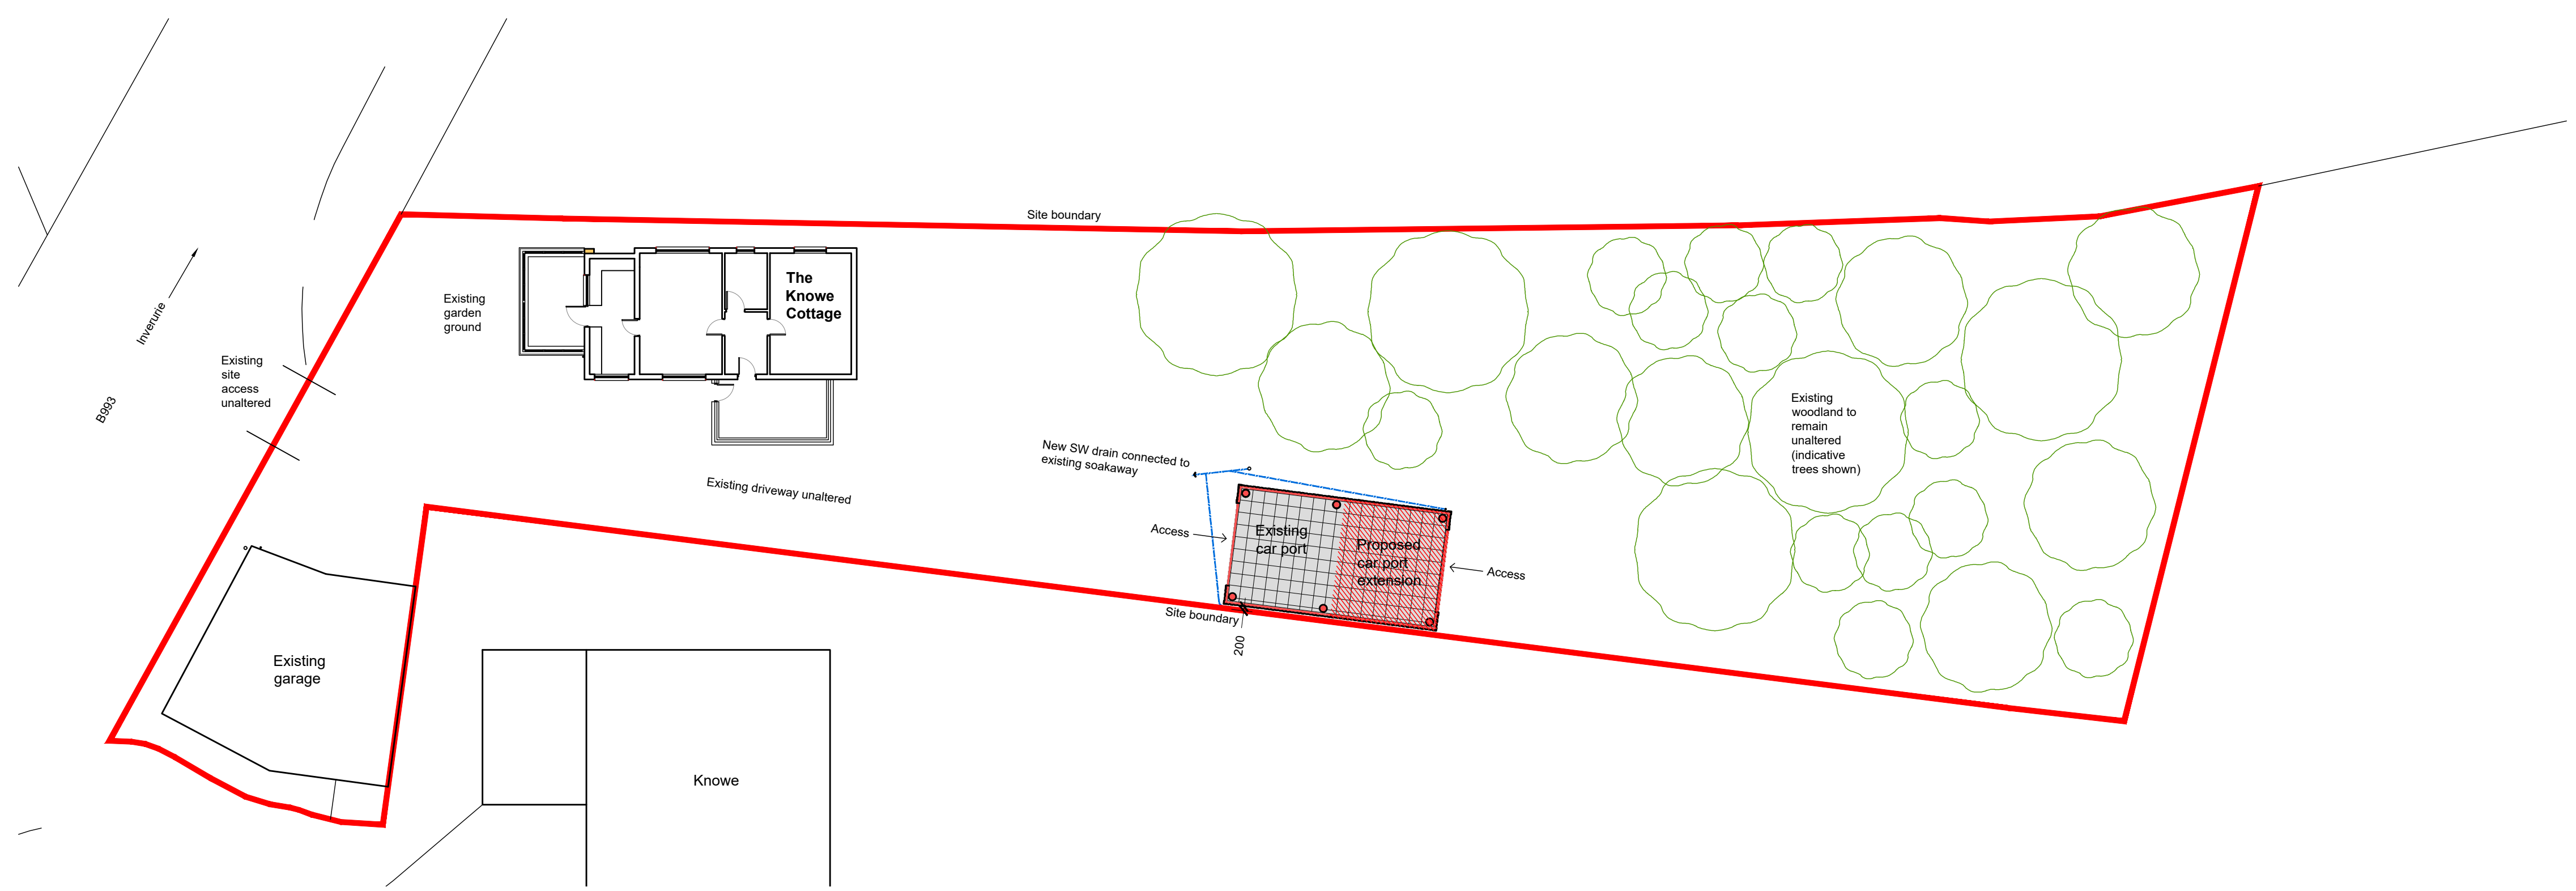 Site boundary
The
Knowe
Cottage
Existing
garden
ground
Inverurie
Existing
site
access
unaltered
B993
Existing
woodland to
remain
unaltered
(indicative
trees shown)
New SW drain connected to
existing soakaway
Existing driveway unaltered
Access
Existing
car port
Proposed
car port
extension
Access
Site boundary
200
Existing
garage
Knowe